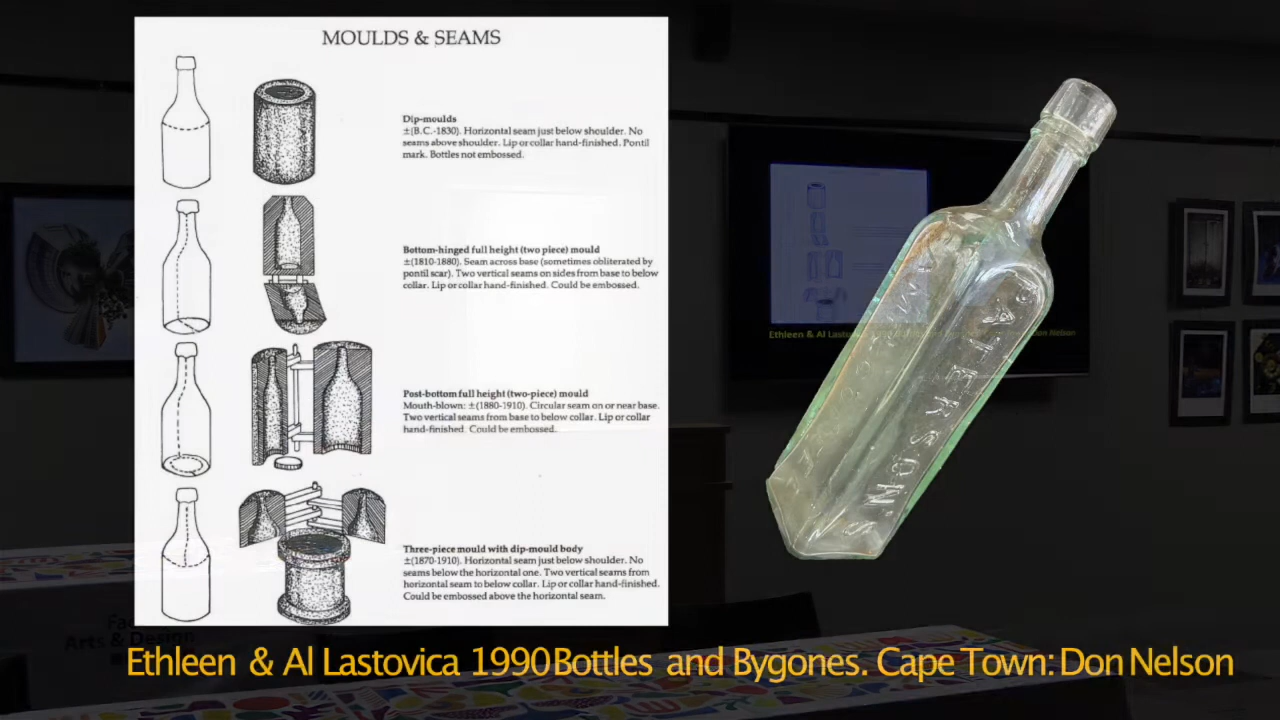 MOULDS & SEAMS
Dip-moulds
±(B.C.-1830). Horizontal seam just below shoulder. No
seams above shoulder. Lip or collar hand-finished. Pontil
mark. Bottles not embossed.
Bottom-hinged full height (two piece) mould
±(1810-1880). Seam across base (sometimes obliterated by
pontil scar). Two vertical seams on sides from base to below
collar. Lip or collar hand-finished. Could be embossed.
Post-bottom full height (two-piece) mould
Mouth-blown: ±(1880-1910). Circular seam on or near base.
Two vertical seams from base to below collar. Lip or collar
hand-finished. Could be embossed.
Three-piece mould with dip-mould body
±(1870-1910). Horizontal seam just below shoulder. No
seams below the horizontal one. Two vertical seams from
horizontal seam to below collar. Lip or collar hand-finished.
Could be embossed above the horizontal seam.
Ethleen & Al
Nelson
Arts & Design
Ethleen & Al Lastovica 1990 Bottles and Bygones. Cape Town: Don Nelson